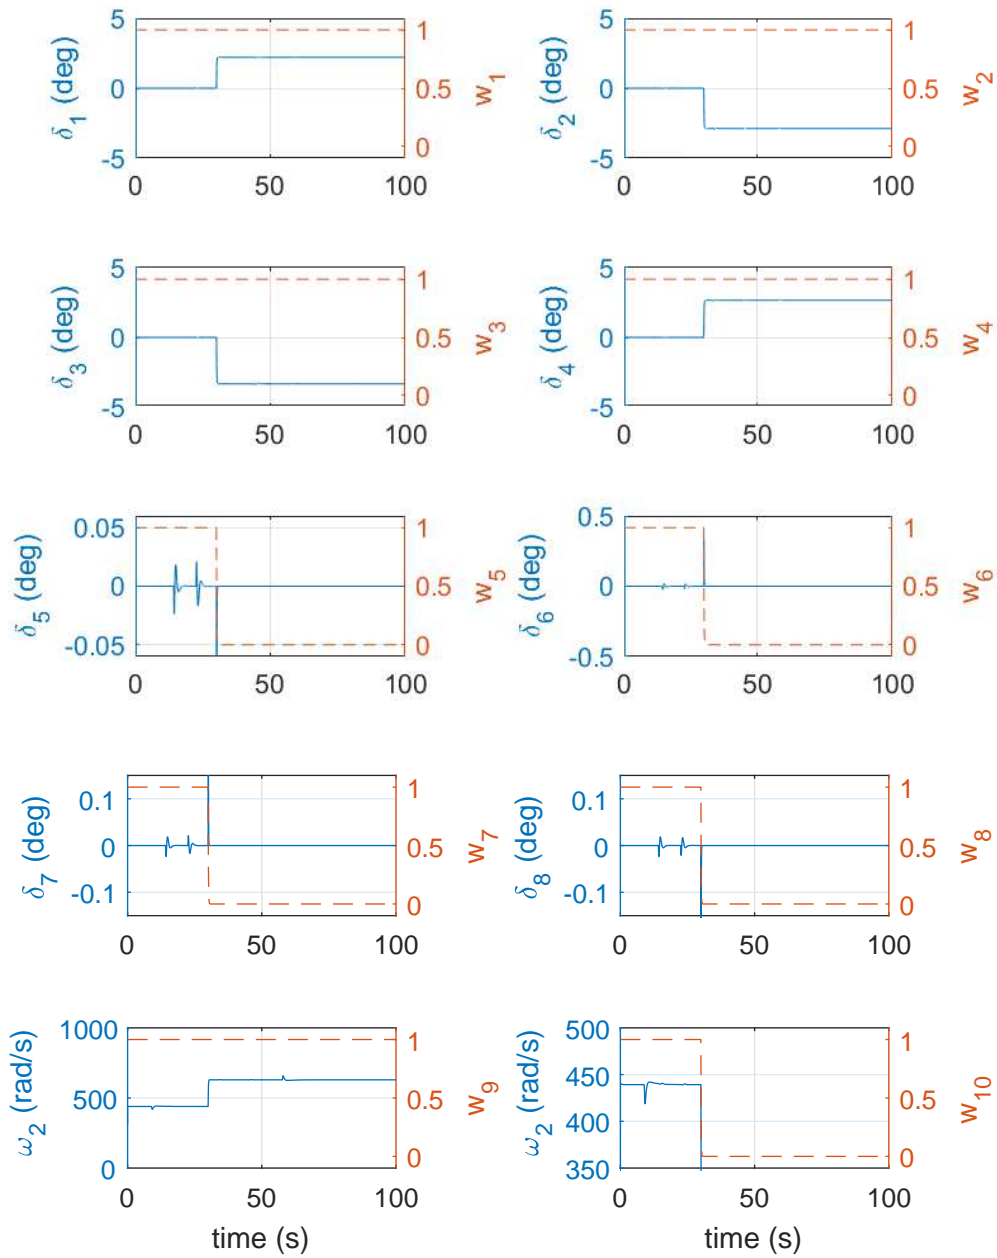 5
0
-5
δ1 (deg)
1
0.5
0
w1
0 50 100
5
0
-5
δ2 (deg)
1
0.5
0
w2
0 50 100
5
0
-5
δ3 (deg)
1
0.5
0
w3
0 50 100
5
0
-5
δ4 (deg)
1
0.5
0
w4
0 50 100
0.05
0
-0.05
δ5 (deg)
1
0.5
0
w5
0 50 100
0.5
0
-0.5
δ6 (deg)
1
0.5
0
w6
0 50 100
0.1
0
-0.1
δ7 (deg)
1
0.5
0
w7
0 50 100
0.1
0
-0.1
δ8 (deg)
1
0.5
0
w8
0 50 100
1000
500
0
ω2 (rad/s)
1
0.5
0
w9
0 50 100
time (s)
500
450
400
350
ω2 (rad/s)
1
0.5
0
w10
0 50 100
time (s)